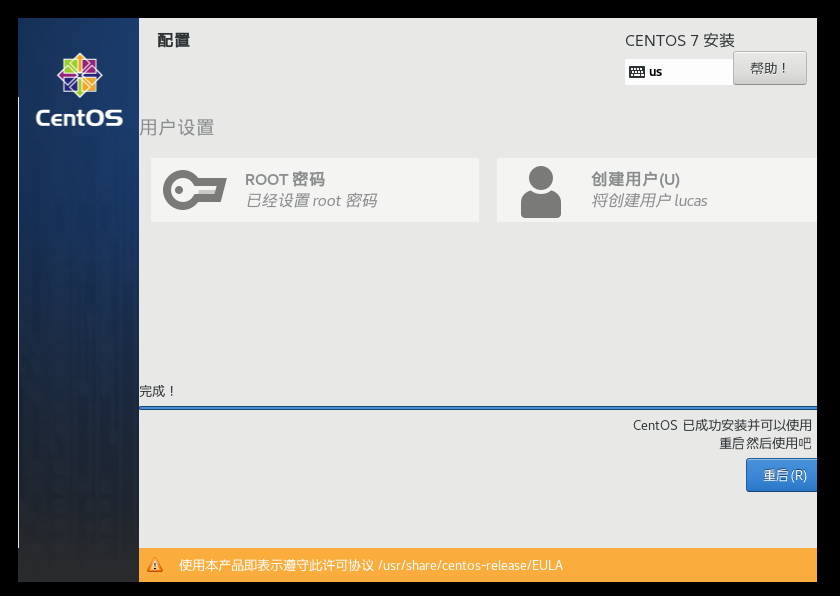 配置
CENTOS 7 安装
us
帮助！
CentOS
用户设置
ROOT 密码
已经设置 root 密码
创建用户(U)
将创建用户 lucas
完成！
CentOS 已成功安装并可以使用
重启然后使用吧
重启(R)
使用本产品即表示遵守此许可协议 /usr/share/centos-release/EULA